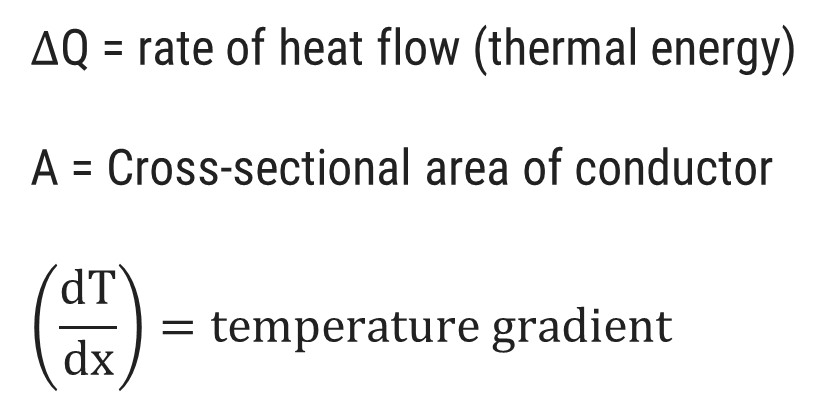 ΔQ = rate of heat flow (thermal energy)
A = Cross-sectional area of conductor
(dT/dx) = temperature gradient